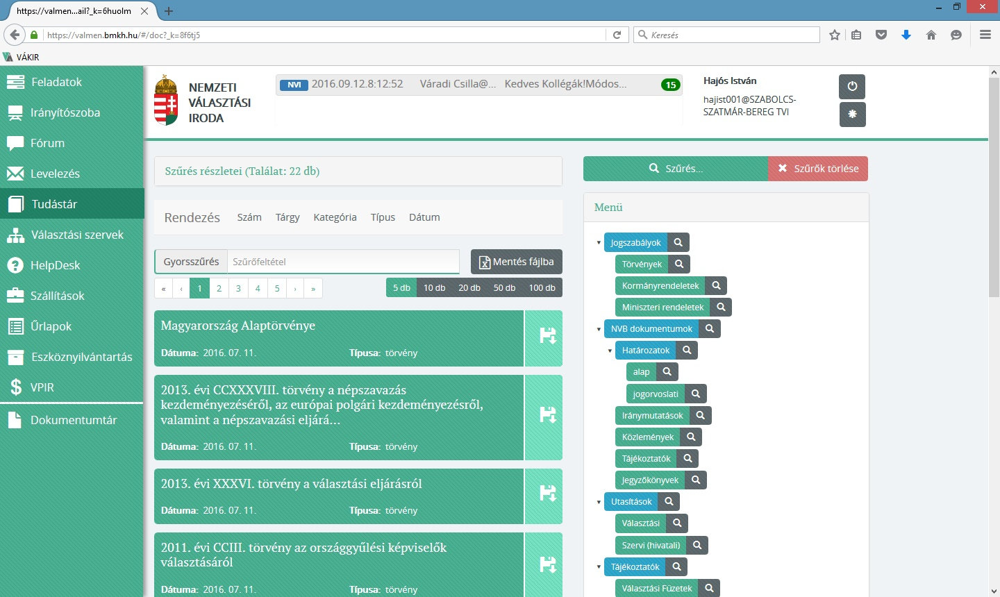 https://valmen...ail?_k=6huolm
https://valmen.bmkh.hu/#/doc?_k=8f6tj5
Keresés
VÁKIR
Feladatok
Irányítószoba
Fórum
Levelezés
Tudástár
Választási szervek
HelpDesk
Szállítások
Űrlapok
Eszköznyilvántartás
VPIR
Dokumentumtár
NEMZETI
VÁLASZTÁSI
IRODA
NVI 2016.09.12.8:12:52 Váradi Csilla@... Kedves Kollégák!Módos... 15
Hajós István
hajist001@SZABOLCS-
SZATMÁR-BEREG TVI
Szűrés részletei (Találat: 22 db)
Rendezés Szám Tárgy Kategória Típus Dátum
Gyorsszűrés Szűrőfeltétel Mentés fájlba
« ‹ 1 2 3 4 5 › » 5 db 10 db 20 db 50 db 100 db
Magyarország Alaptörvénye
Dátuma: 2016. 07. 11. Típusa: törvény
2013. évi CCXXXVIII. törvény a népszavazás
kezdeményezéséről, az európai polgári kezdeményezésről,
valamint a népszavazási eljárá...
Dátuma: 2016. 07. 11. Típusa: törvény
2013. évi XXXVI. törvény a választási eljárásról
Dátuma: 2016. 07. 11. Típusa: törvény
2011. évi CCIII. törvény az országgyűlési képviselők
választásáról
Dátuma: 2016. 07. 11. Típusa: törvény
Szűrés... Szűrők törlése
Menü
Jogszabályok
Törvények
Kormányrendeletek
Miniszteri rendeletek
NVB dokumentumok
Határozatok
alap
jogorvoslati
Iránymutatások
Közlemények
Tájékoztatók
Jegyzőkönyvek
Utasítások
Választási
Szervi (hivatali)
Tájékoztatók
Választási Füzetek